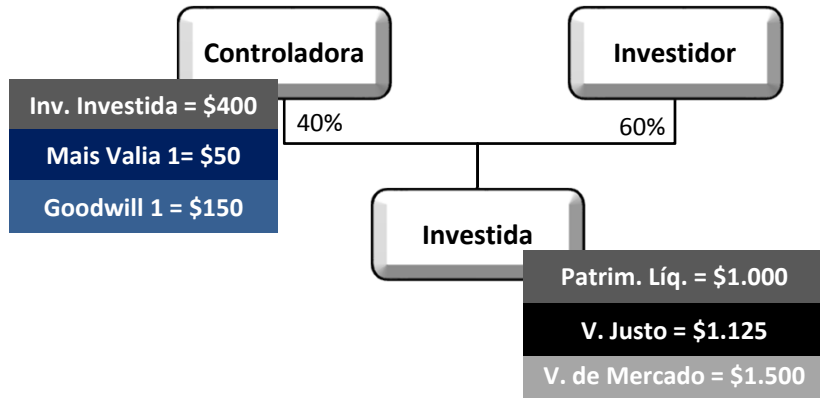 Controladora
Investidor
Inv. Investida = $400
40%
60%
Mais Valia 1= $50
Goodwill 1 = $150
Investida
Patrim. Líq. = $1.000
V. Justo = $1.125
V. de Mercado = $1.500